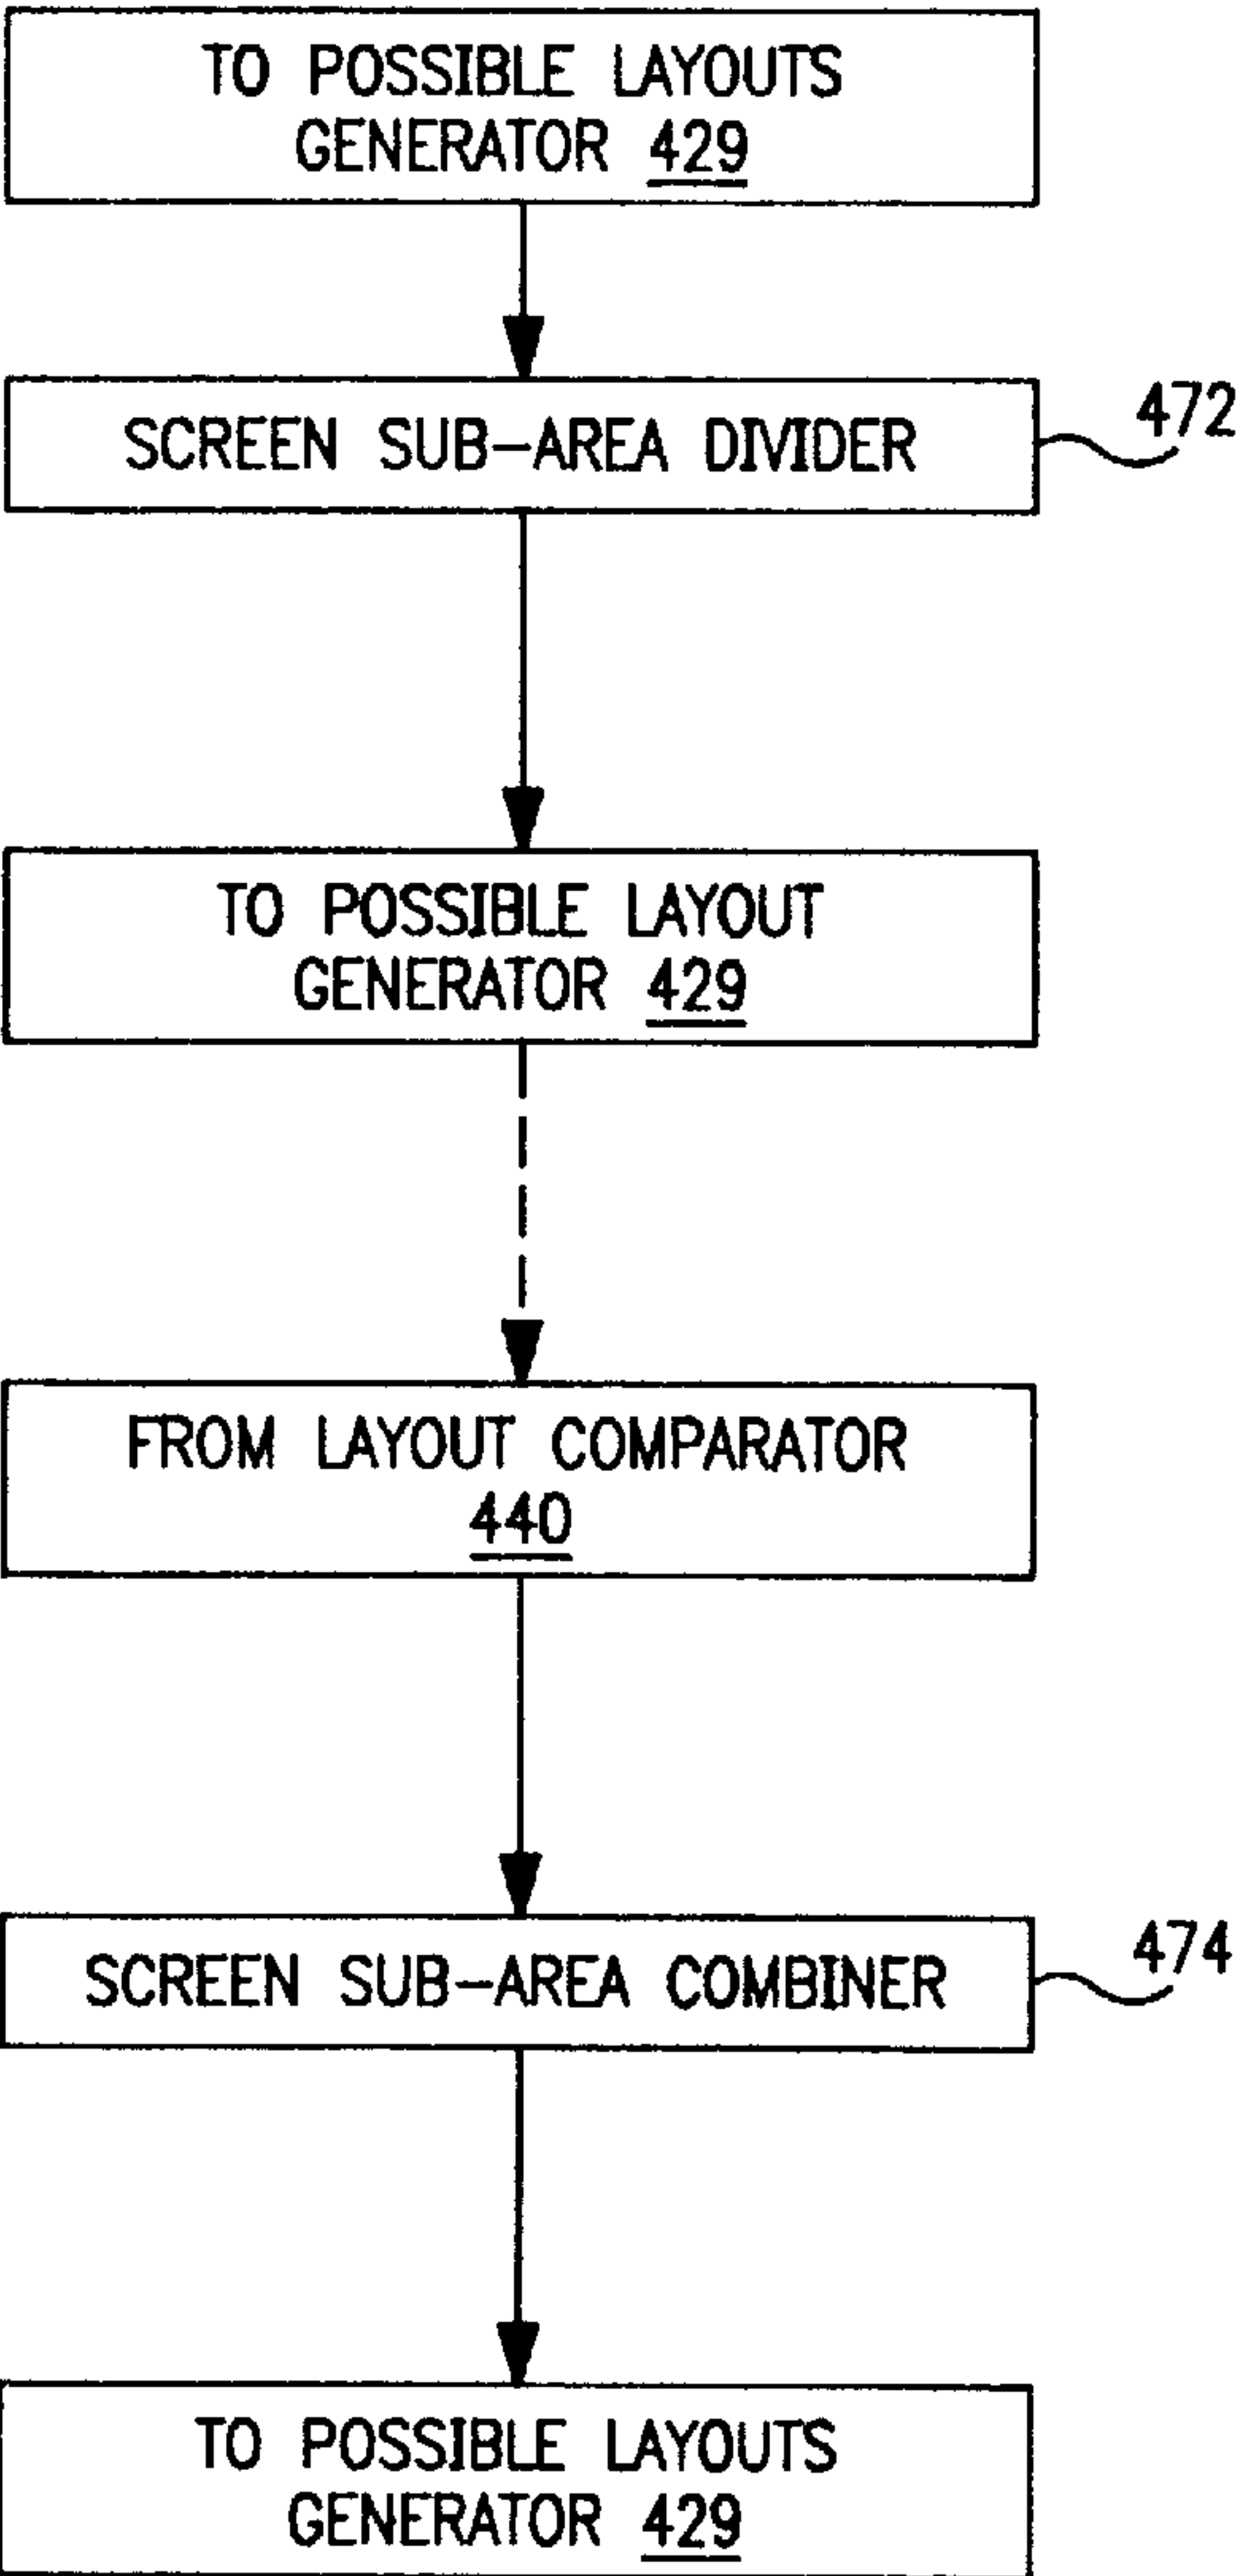 TO POSSIBLE LAYOUTS
GENERATOR 429
SCREEN SUB-AREA DIVIDER
472
TO POSSIBLE LAYOUT
GENERATOR 429
FROM LAYOUT COMPARATOR
440
SCREEN SUB-AREA COMBINER
474
TO POSSIBLE LAYOUTS
GENERATOR 429